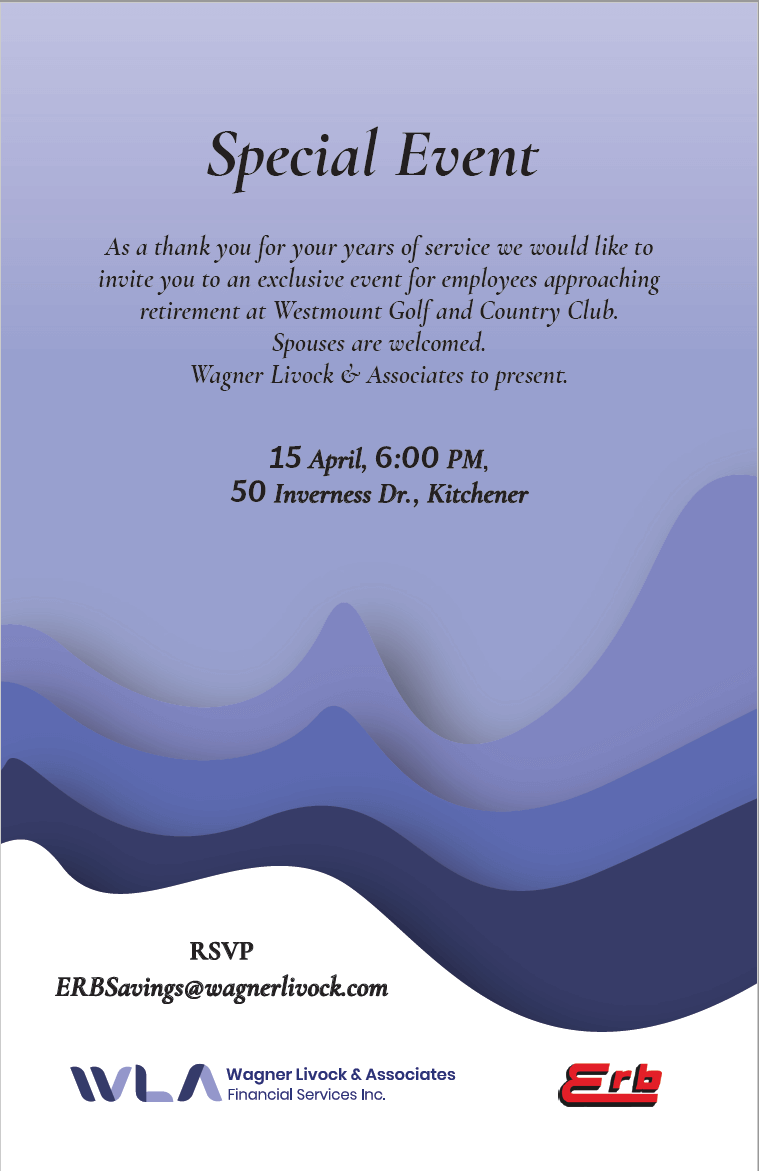 Special Event
As a thank you for your years of service we would like to
invite you to an exclusive event for employees approaching
retirement at Westmount Golf and Country Club.
Spouses are welcomed.
Wagner Livock & Associates to present.
15 April, 6:00 PM,
50 Inverness Dr., Kitchener
RSVP
ERBSavings@wagnerlivock.com
WLA Wagner Livock & Associates
Financial Services Inc.
Erb